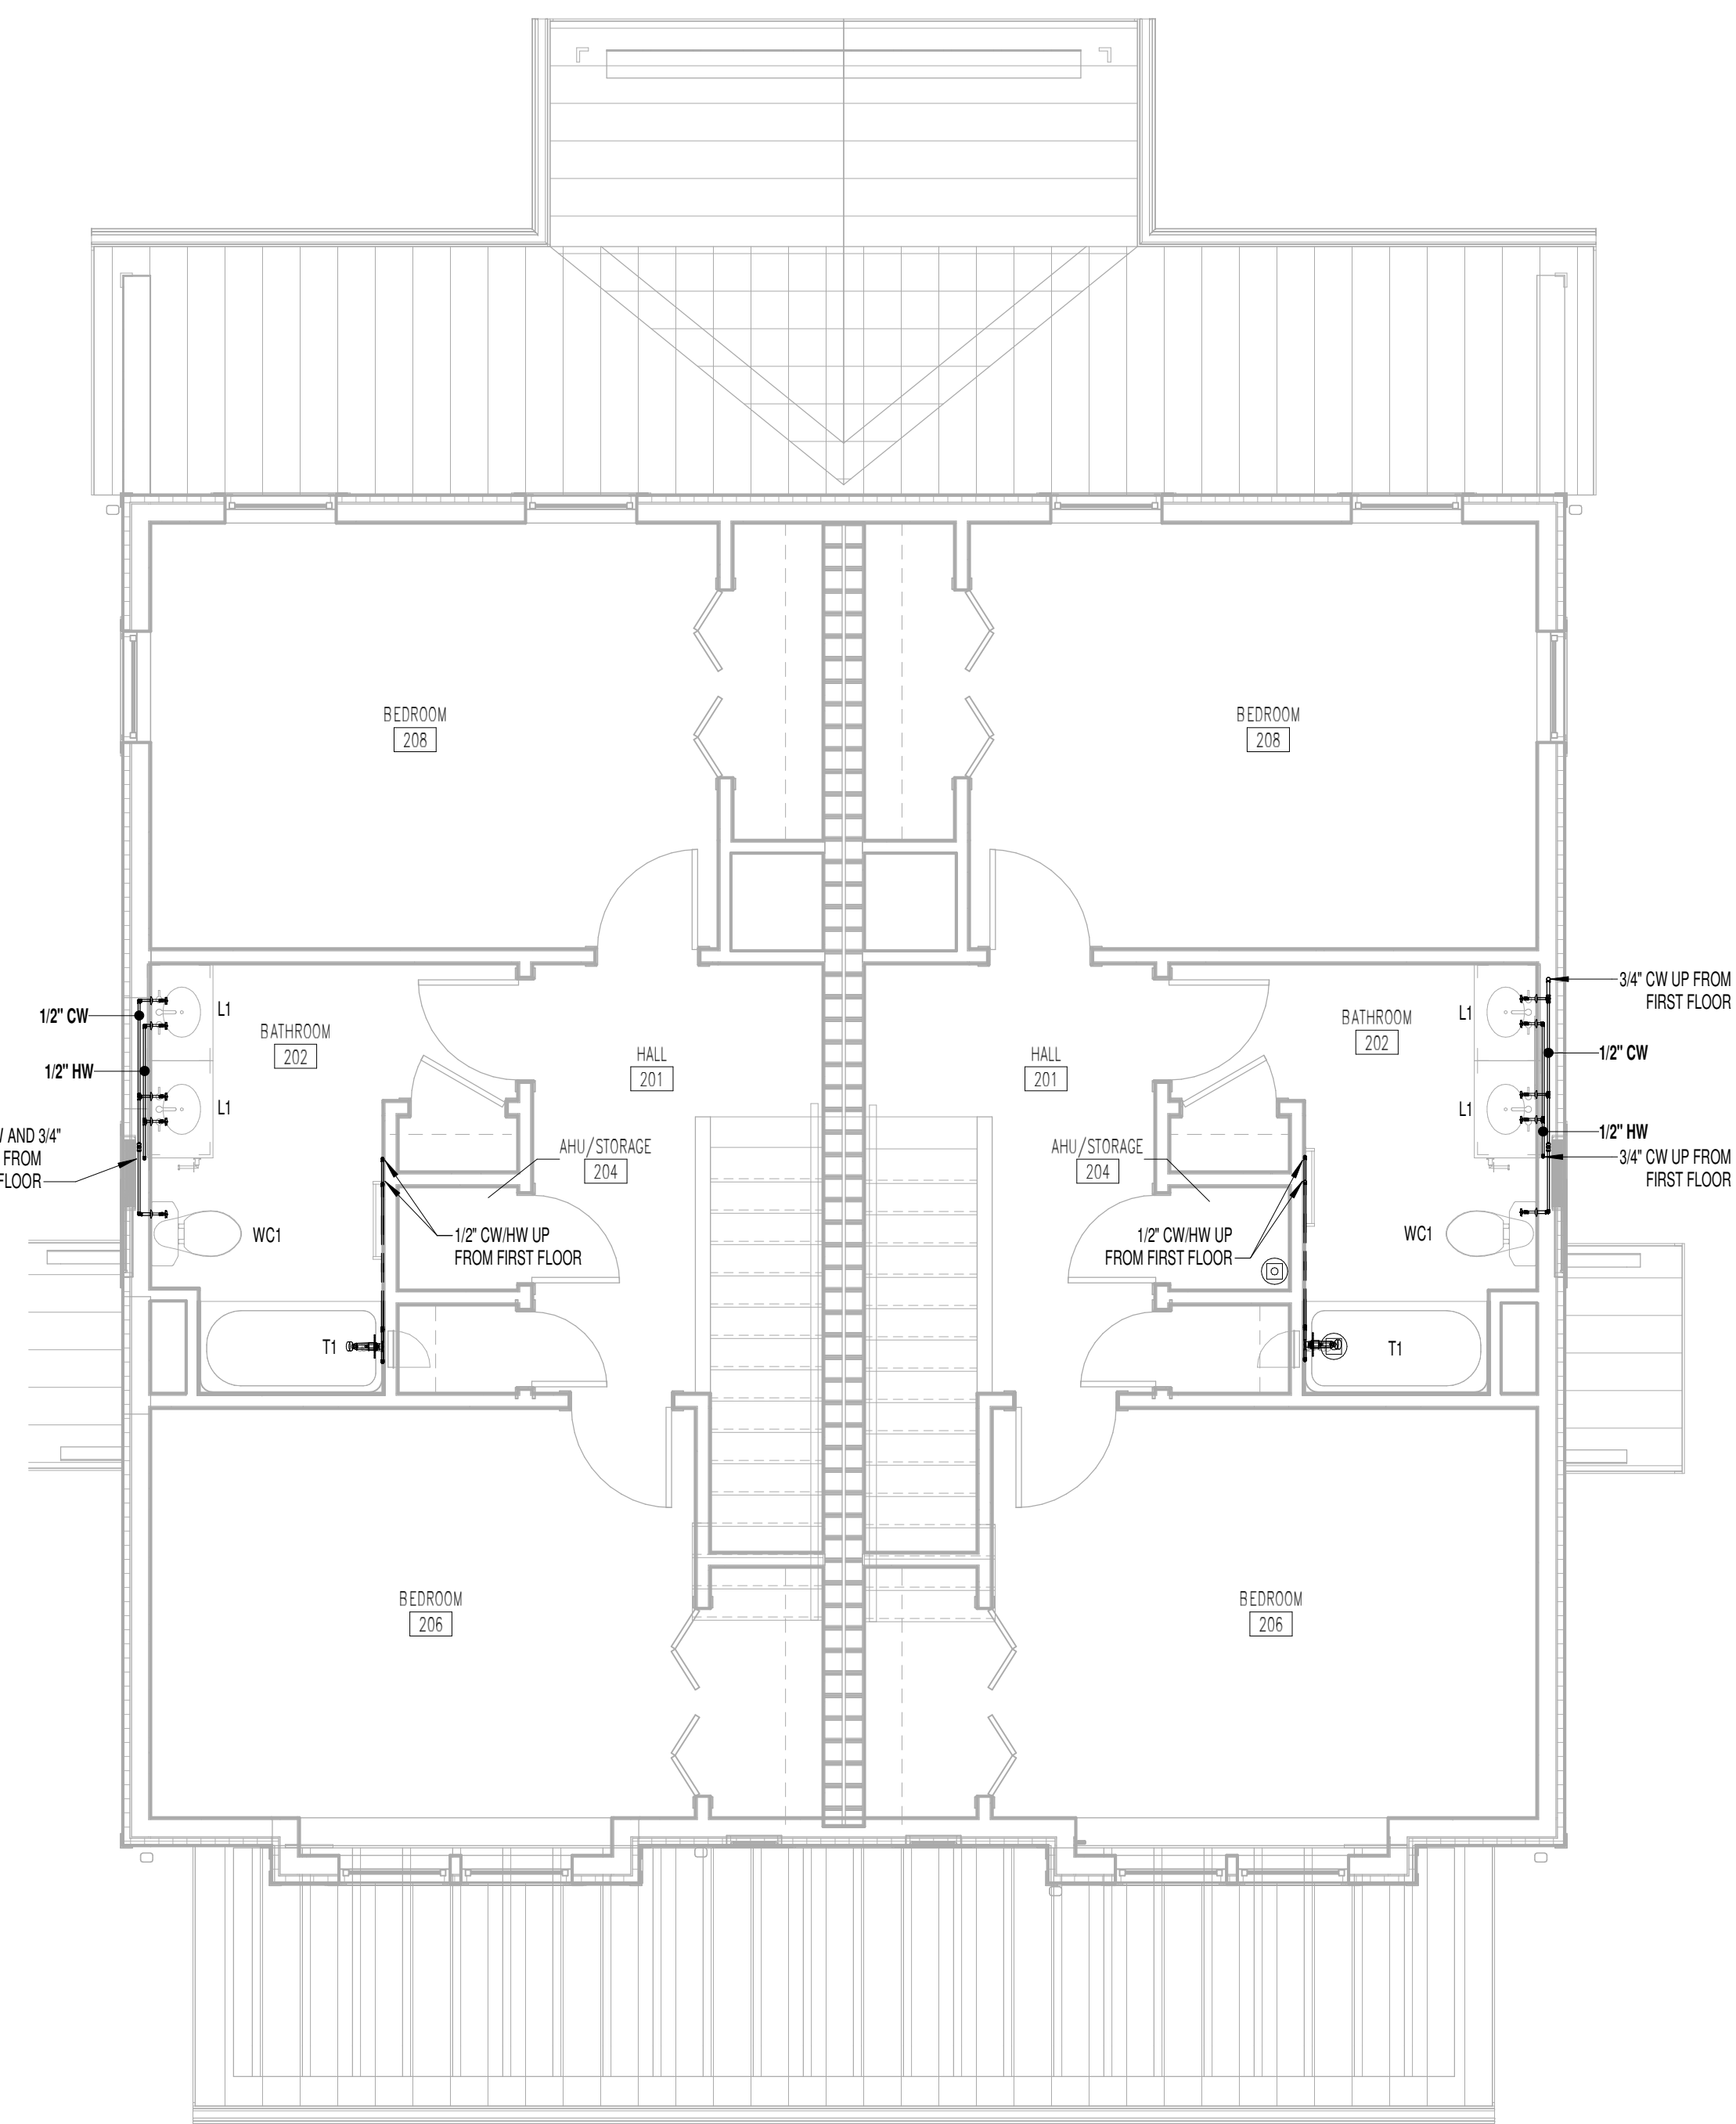 BEDROOM
208
BEDROOM
208
3/4" CW UP FROM
FIRST FLOOR
1/2" CW
L1
BATHROOM
202
HALL
201
HALL
201
BATHROOM
202
L1
1/2" CW
1/2" HW
L1
L1
1/2" HW
AND 3/4"
FROM
FLOOR
AHU/STORAGE
204
AHU/STORAGE
204
3/4" CW UP FROM
FIRST FLOOR
WC1
1/2" CW/HW UP
FROM FIRST FLOOR
1/2" CW/HW UP
FROM FIRST FLOOR
WC1
T1
T1
BEDROOM
206
BEDROOM
206